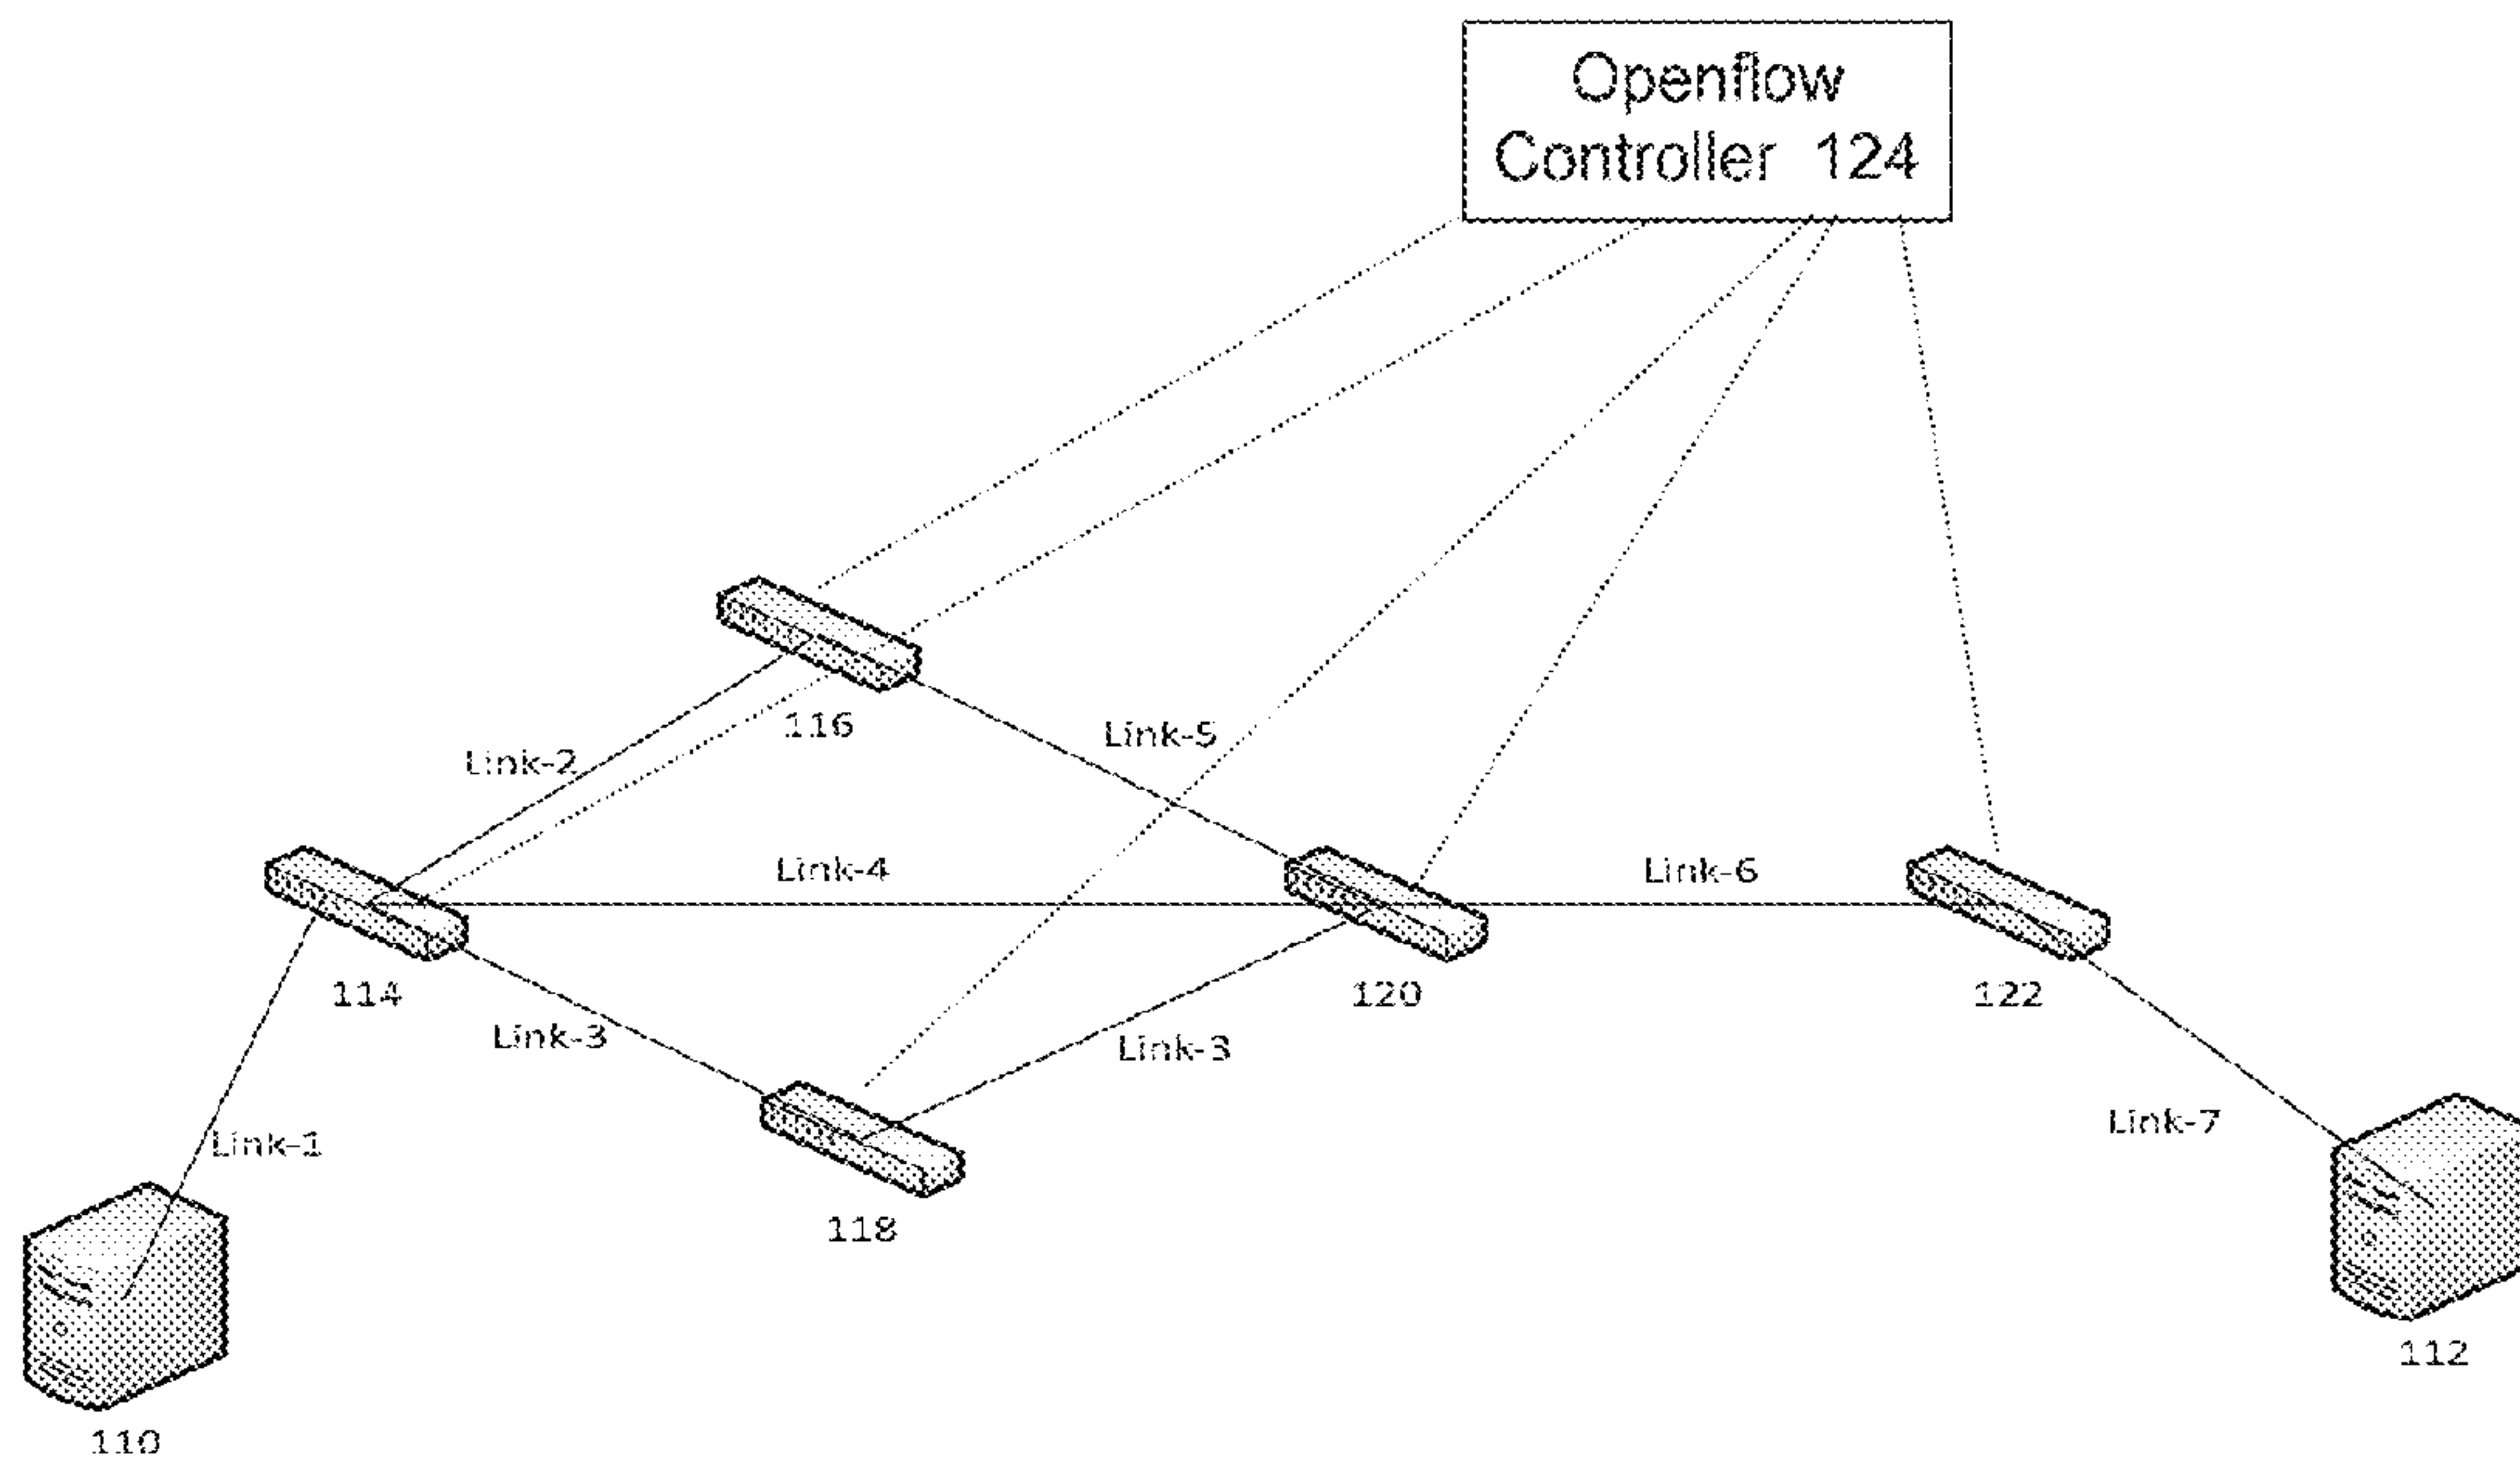 Openflow
Controller 124
116
Link-2
Link-5
Link-4
Link-6
114
120
122
Link-3
Link-3
Link-1
Link-7
118
112
110